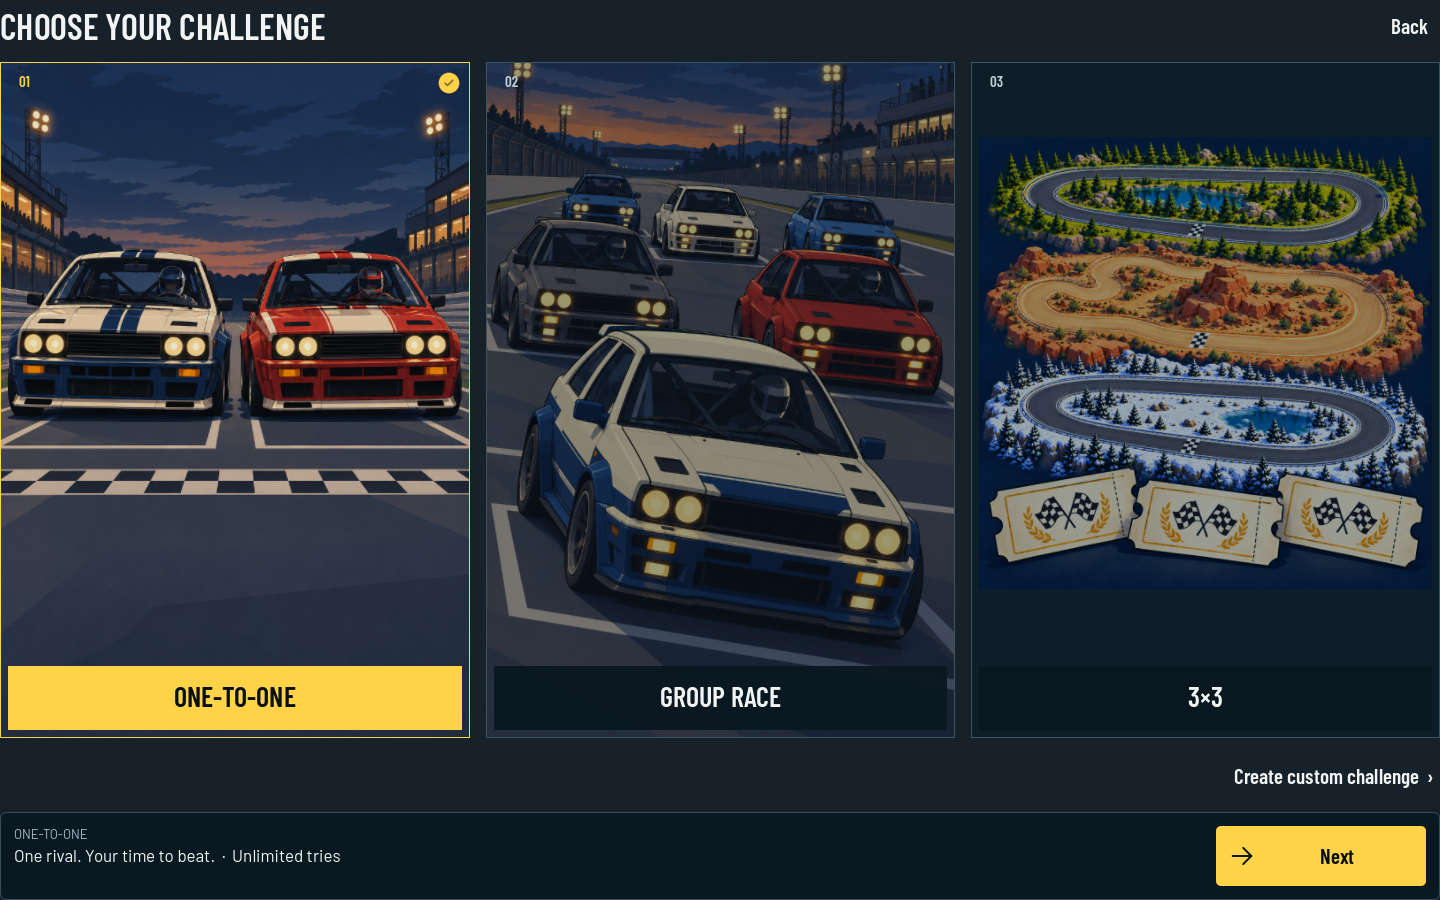 CHOOSE YOUR CHALLENGE
Back
01
02
03
ONE-TO-ONE
GROUP RACE
3×3
Create custom challenge ›
ONE-TO-ONE
One rival. Your time to beat. · Unlimited tries
Next